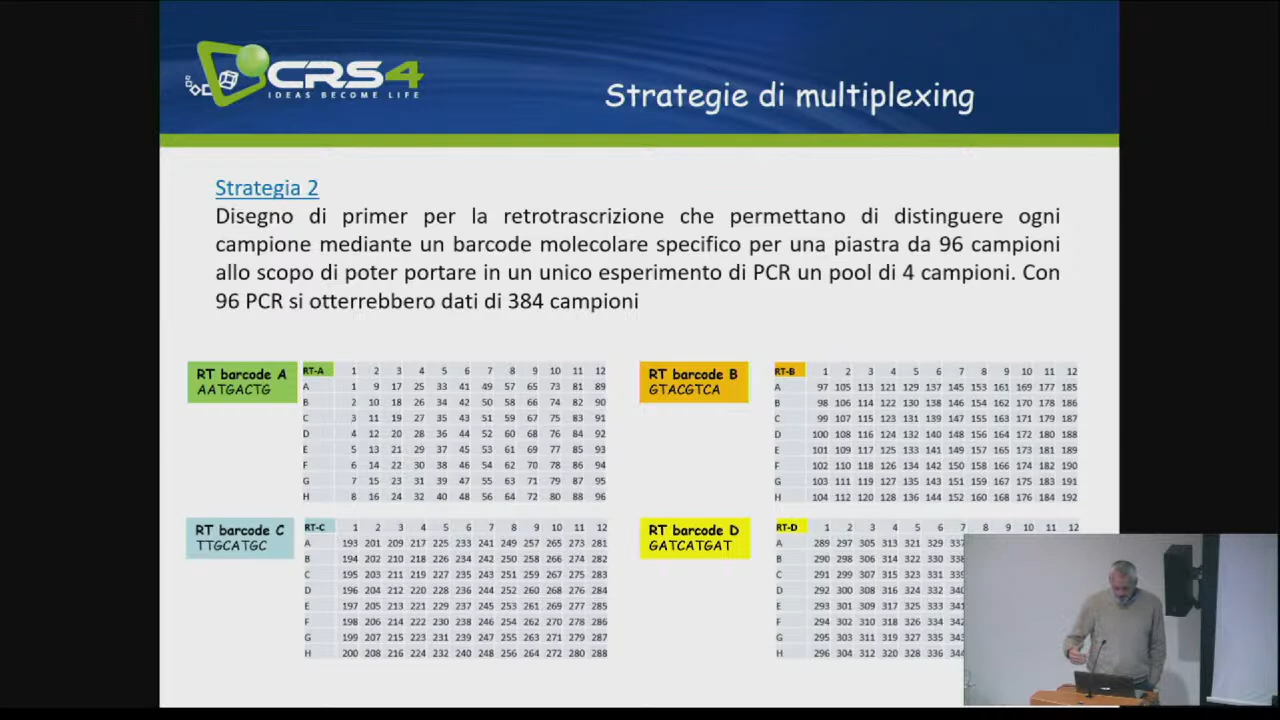 CRS4
IDEAS BECOME LIFE
Strategie di multiplexing
Strategia 2
Disegno di primer per la retrotrascrizione che permettano di distinguere ogni
campione mediante un barcode molecolare specifico per una piastra da 96 campioni
allo scopo di poter portare in un unico esperimento di PCR un pool di 4 campioni. Con
96 PCR si otterrebbero dati di 384 campioni
RT barcode A
AATGACTG
RT-A 1 2 3 4 5 6 7 8 9 10 11 12
A 1 9 17 25 33 41 49 57 65 73 81 89
B 2 10 18 26 34 42 50 58 66 74 82 90
C 3 11 19 27 35 43 51 59 67 75 83 91
D 4 12 20 28 36 44 52 60 68 76 84 92
E 5 13 21 29 37 45 53 61 69 77 85 93
F 6 14 22 30 38 46 54 62 70 78 86 94
G 7 15 23 31 39 47 55 63 71 79 87 95
H 8 16 24 32 40 48 56 64 72 80 88 96
RT barcode B
GTACGTCA
RT-B 1 2 3 4 5 6 7 8 9 10 11 12
A 97 105 113 121 129 137 145 153 161 169 177 185
B 98 106 114 122 130 138 146 154 162 170 178 186
C 99 107 115 123 131 139 147 155 163 171 179 187
D 100 108 116 124 132 140 148 156 164 172 180 188
E 101 109 117 125 133 141 149 157 165 173 181 189
F 102 110 118 126 134 142 150 158 166 174 182 190
G 103 111 119 127 135 143 151 159 167 175 183 191
H 104 112 120 128 136 144 152 160 168 176 184 192
RT barcode C
TTGCATGC
RT-C 1 2 3 4 5 6 7 8 9 10 11 12
A 193 201 209 217 225 233 241 249 257 265 273 281
B 194 202 210 218 226 234 242 250 258 266 274 282
C 195 203 211 219 227 235 243 251 259 267 275 283
D 196 204 212 220 228 236 244 252 260 268 276 284
E 197 205 213 221 229 237 245 253 261 269 277 285
F 198 206 214 222 230 238 246 254 262 270 278 286
G 199 207 215 223 231 239 247 255 263 271 279 287
H 200 208 216 224 232 240 248 256 264 272 280 288
RT barcode D
GATCATGAT
RT-D 1 2 3 4 5 6 7 8 9 10 11 12
A 289 297 305 313 321 329 337
B 290 298 306 314 322 330 338
C 291 299 307 315 323 331 339
D 292 300 308 316 324 332 340
E 293 301 309 317 325 333 341
F 294 302 310 318 326 334 342
G 295 303 311 319 327 335 343
H 296 304 312 320 328 336 344